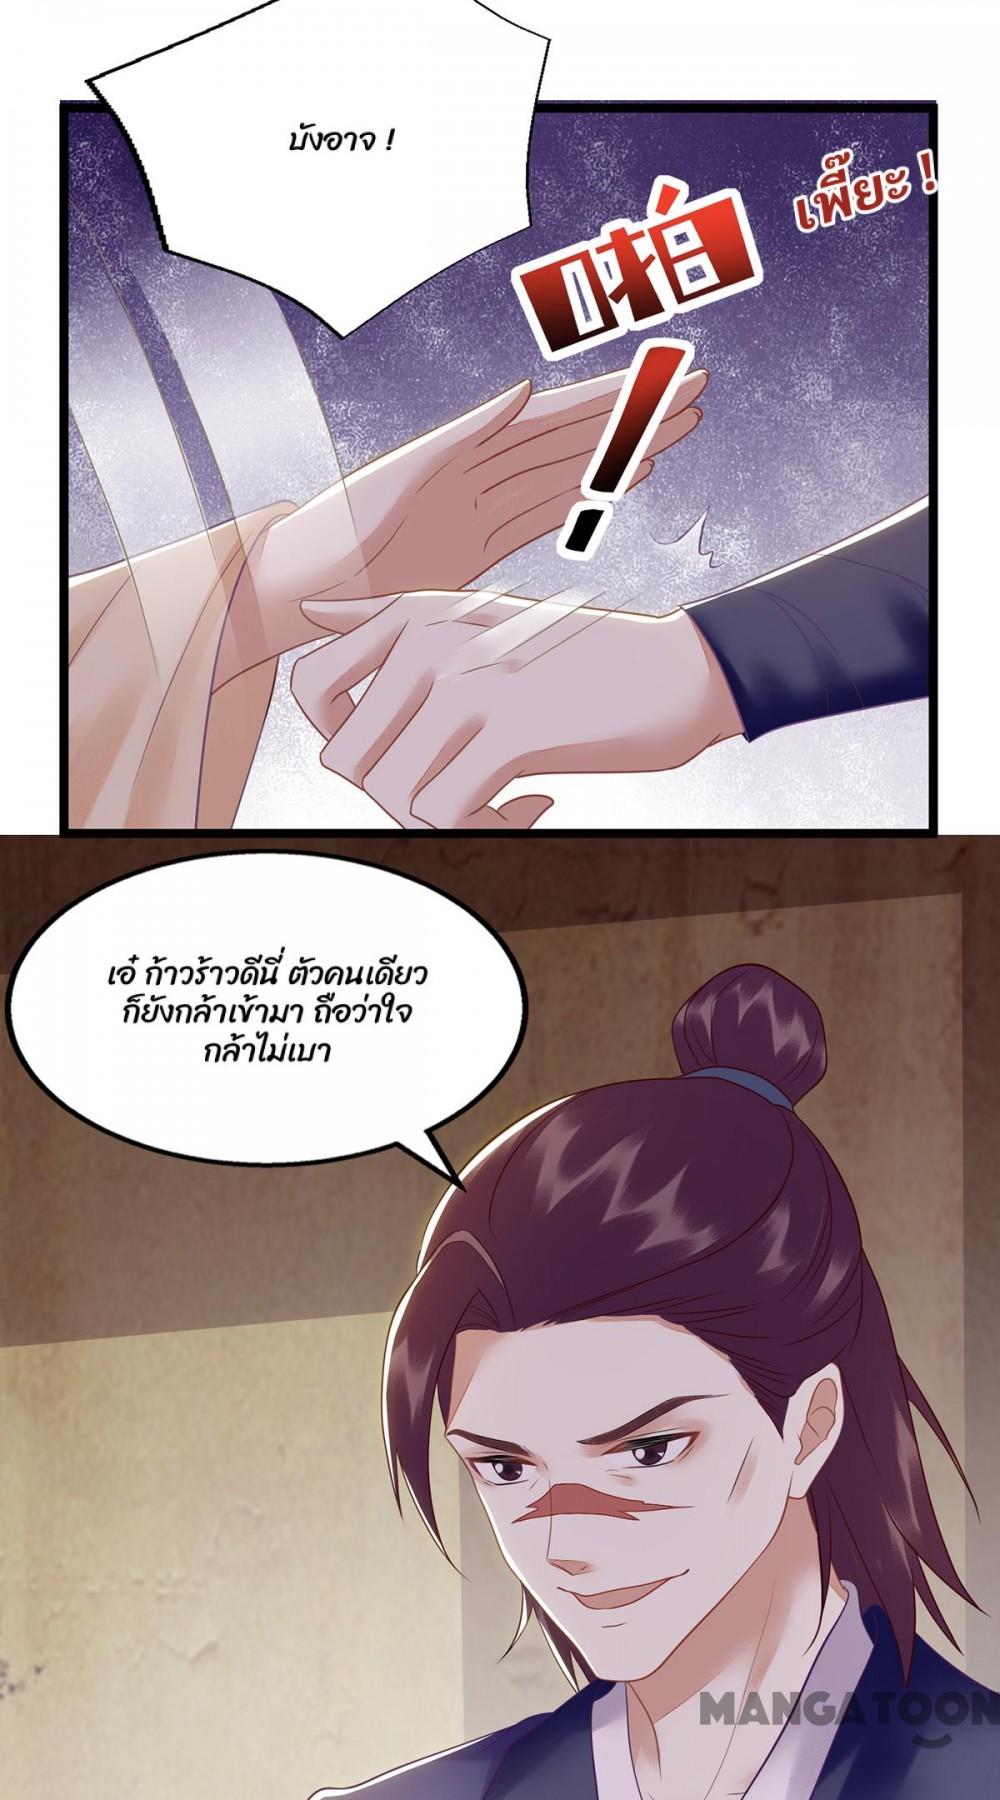 บังอาจ !
เพี๊ยะ !
啪!
เอ๋ ก้าวร้าวดีนี่ ตัวคนเดียว
ก็ยังกล้าเข้ามา ถือว่าใจ
กล้าไม่เบา
MANGATOON